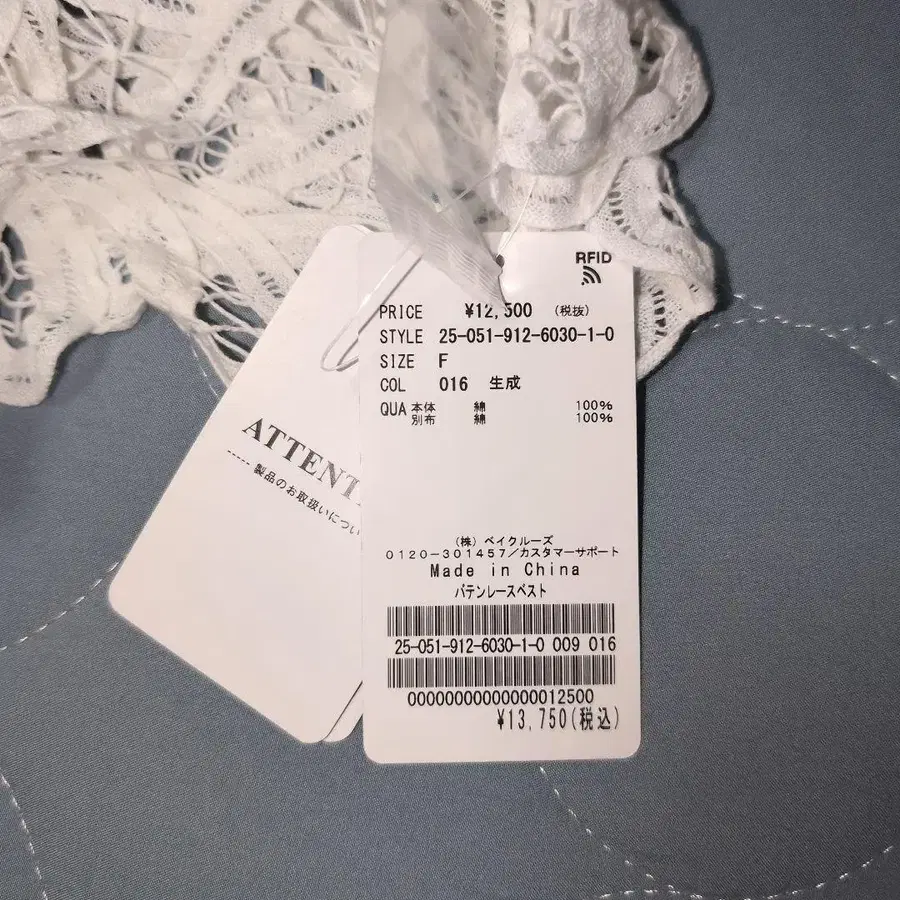 RFID
PRICE ¥12,500 (税抜)
STYLE 25-051-912-6030-1-0
SIZE F
COL 016 生成
QUA 本体 綿 100%
別布 綿 100%
(株) ベイクルーズ
0120-301457/カスタマーサポート
Made in China
バテンレースベスト
25-051-912-6030-1-0 009 016
00000000000000012500
¥13,750(税込)
ATTENT
----- 製品のお取扱いについ